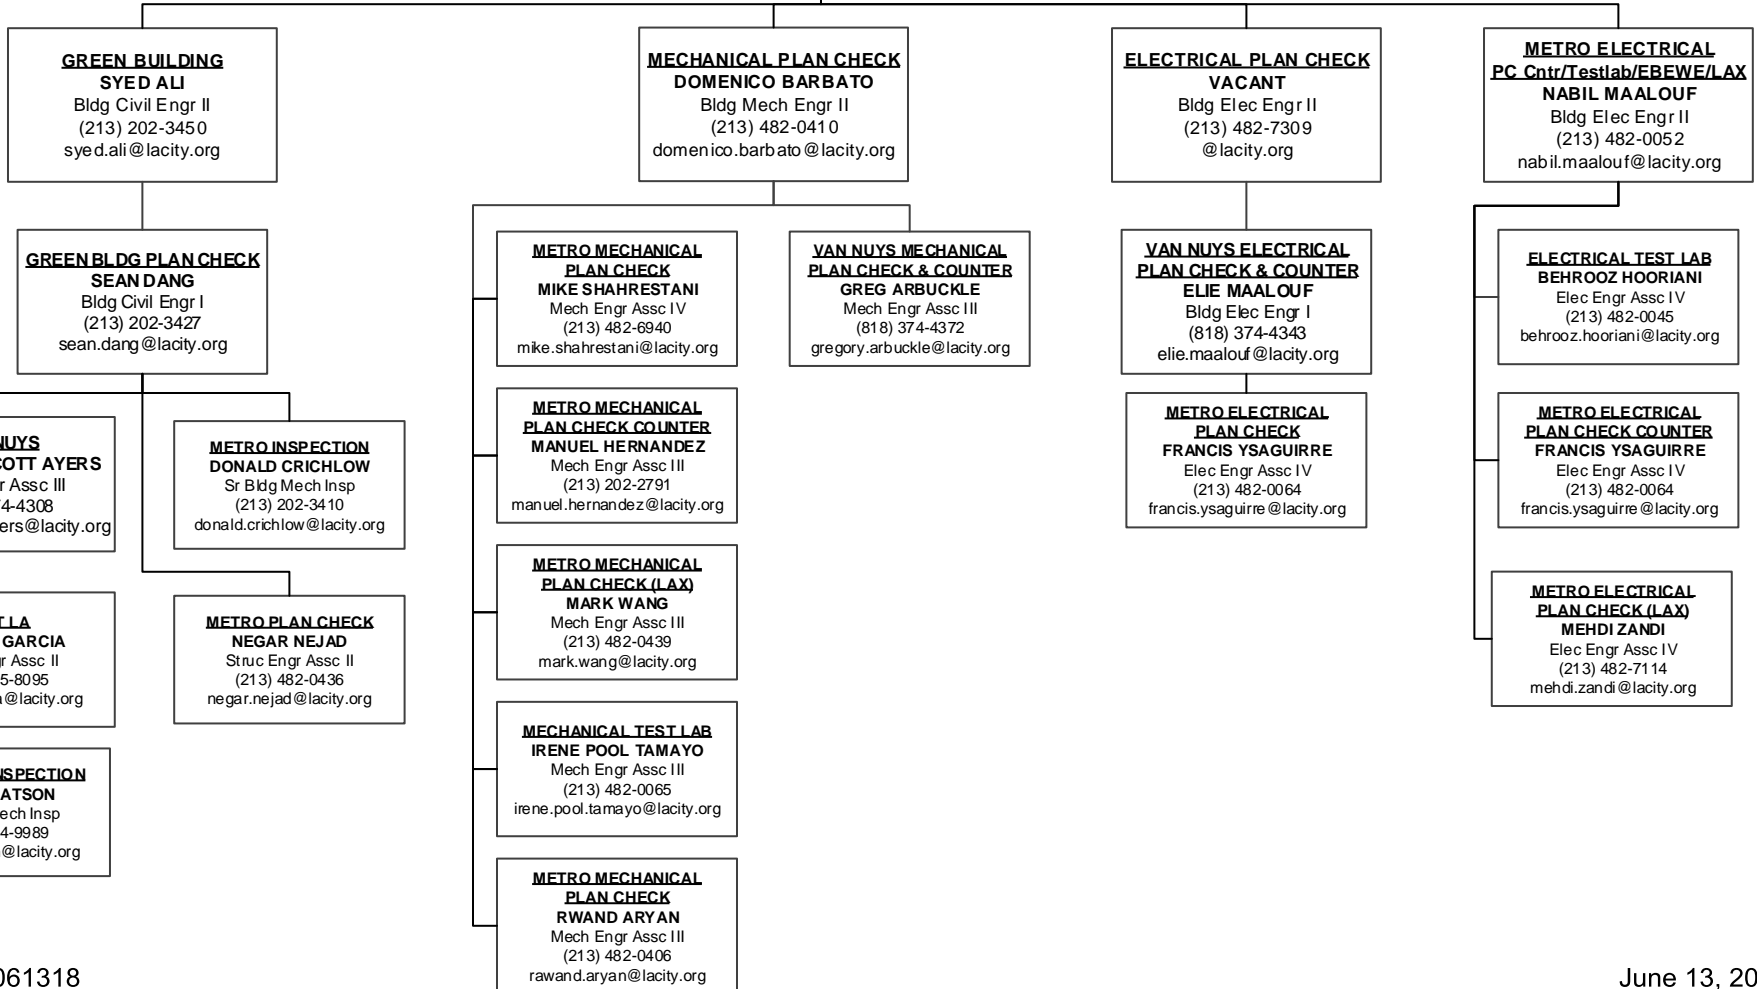 GREEN BUILDING
SYED ALI
Bldg Civil Engr II
(213) 202-3450
syed.ali@lacity.org
MECHANICAL PLAN CHECK
DOMENICO BARBATO
Bldg Mech Engr II
(213) 482-0410
domenico.barbato@lacity.org
ELECTRICAL PLAN CHECK
VACANT
Bldg Elec Engr II
(213) 482-7309
@lacity.org
METRO ELECTRICAL
PC Cntr/Testlab/EBEWE/LAX
NABIL MAALOUF
Bldg Elec Engr II
(213) 482-0052
nabil.maalouf@lacity.org
GREEN BLDG PLAN CHECK
SEAN DANG
Bldg Civil Engr I
(213) 202-3427
sean.dang@lacity.org
METRO MECHANICAL
PLAN CHECK
MIKE SHAHRESTANI
Mech Engr Assc IV
(213) 482-6940
mike.shahrestani@lacity.org
VAN NUYS MECHANICAL
PLAN CHECK & COUNTER
GREG ARBUCKLE
Mech Engr Assc III
(818) 374-4372
gregory.arbuckle@lacity.org
VAN NUYS ELECTRICAL
PLAN CHECK & COUNTER
ELIE MAALOUF
Bldg Elec Engr I
(818) 374-4343
elie.maalouf@lacity.org
ELECTRICAL TEST LAB
BEHROOZ HOORIANI
Elec Engr Assc IV
(213) 482-0045
behrooz.hooriani@lacity.org
NUYS
COTT AYERS
r Assc III
4-4308
ers@lacity.org
METRO INSPECTION
DONALD CRICHLOW
Sr Bldg Mech Insp
(213) 202-3410
donald.crichlow@lacity.org
METRO MECHANICAL
PLAN CHECK COUNTER
MANUEL HERNANDEZ
Mech Engr Assc III
(213) 202-2791
manuel.hernandez@lacity.org
METRO ELECTRICAL
PLAN CHECK
FRANCIS YSAGUIRRE
Elec Engr Assc IV
(213) 482-0064
francis.ysaguirre@lacity.org
METRO ELECTRICAL
PLAN CHECK COUNTER
FRANCIS YSAGUIRRE
Elec Engr Assc IV
(213) 482-0064
francis.ysaguirre@lacity.org
METRO MECHANICAL
PLAN CHECK (LAX)
MARK WANG
Mech Engr Assc III
(213) 482-0439
mark.wang@lacity.org
METRO ELECTRICAL
PLAN CHECK (LAX)
MEHDI ZANDI
Elec Engr Assc IV
(213) 482-7114
mehdi.zandi@lacity.org
T LA
GARCIA
r Assc II
5-8095
@lacity.org
METRO PLAN CHECK
NEGAR NEJAD
Struc Engr Assc II
(213) 482-0436
negar.nejad@lacity.org
MECHANICAL TEST LAB
IRENE POOL TAMAYO
Mech Engr Assc III
(213) 482-0065
irene.pool.tamayo@lacity.org
NSPECTION
ATSON
ech Insp
4-9989
@lacity.org
METRO MECHANICAL
PLAN CHECK
RWAND ARYAN
Mech Engr Assc III
(213) 482-0406
rawand.aryan@lacity.org
061318
June 13, 20